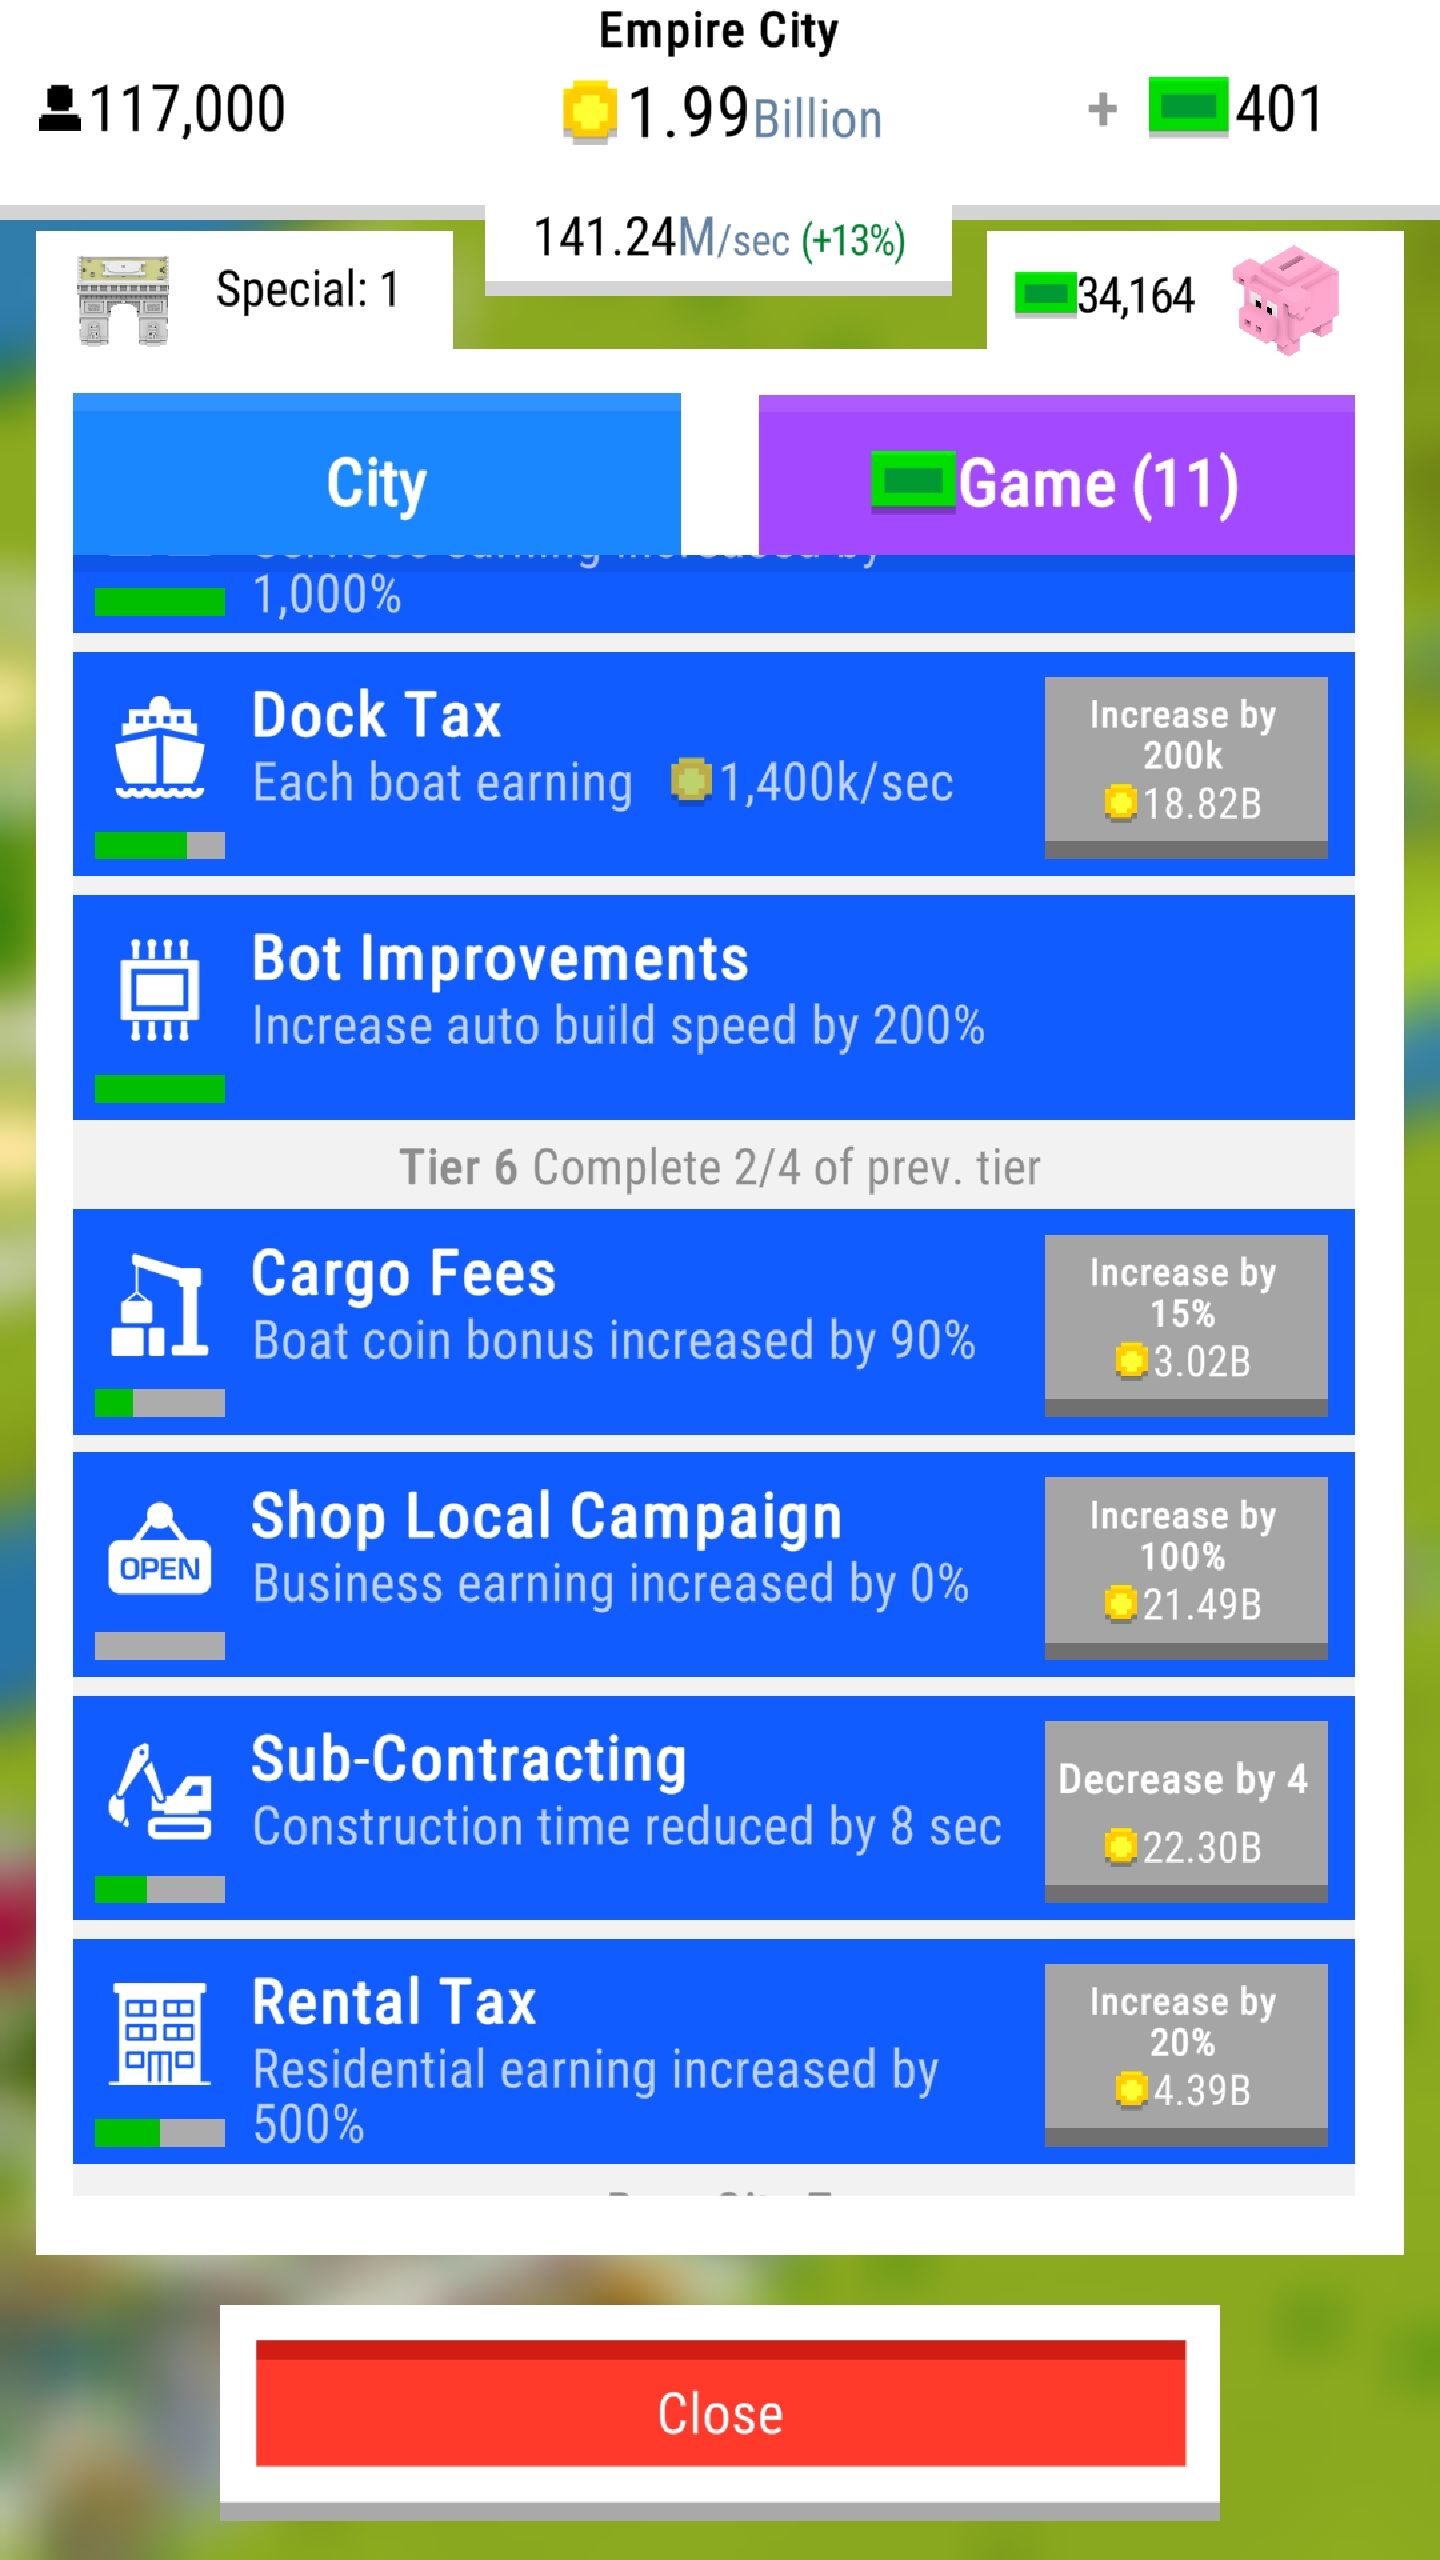 Empire City
117,000
1.99Billion
+ 401
141.24M/sec (+13%)
Special: 1
34,164
City
Game (11)
1,000%
Dock Tax
Each boat earning 1,400k/sec
Increase by
200k
18.82B
Bot Improvements
Increase auto build speed by 200%
Tier 6 Complete 2/4 of prev. tier
Cargo Fees
Boat coin bonus increased by 90%
Increase by
15%
3.02B
OPEN
Shop Local Campaign
Business earning increased by 0%
Increase by
100%
21.49B
Sub-Contracting
Construction time reduced by 8 sec
Decrease by 4
22.30B
Rental Tax
Residential earning increased by
500%
Increase by
20%
4.39B
Close